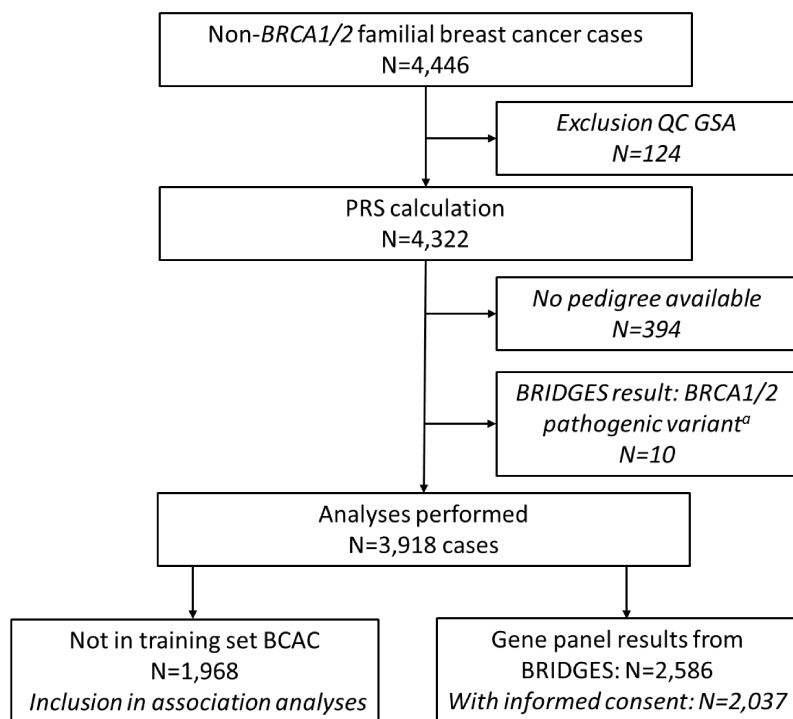 Non-BRCA1/2 familial breast cancer cases
N=4,446
Exclusion QC GSA
N=124
PRS calculation
N=4,322
No pedigree available
N=394
BRIDGES result: BRCA1/2
pathogenic variantᵃ
N=10
Analyses performed
N=3,918 cases
Not in training set BCAC
N=1,968
Inclusion in association analyses
Gene panel results from
BRIDGES: N=2,586
With informed consent: N=2,037